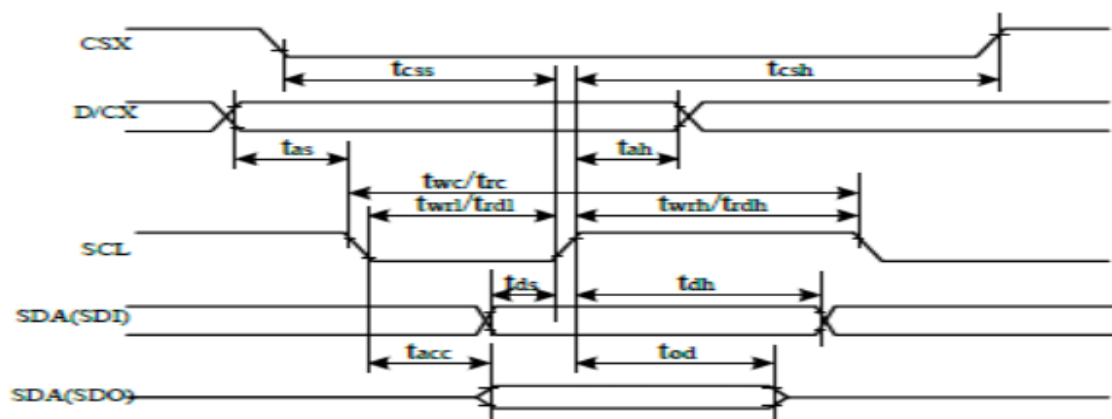 CSX
tcss
tcsh
D/CX
tas
tah
twc/trc
twrl/trdl
twrh/trdh
SCL
tds
tdh
SDA(SDI)
tacc
tod
SDA(SDO)